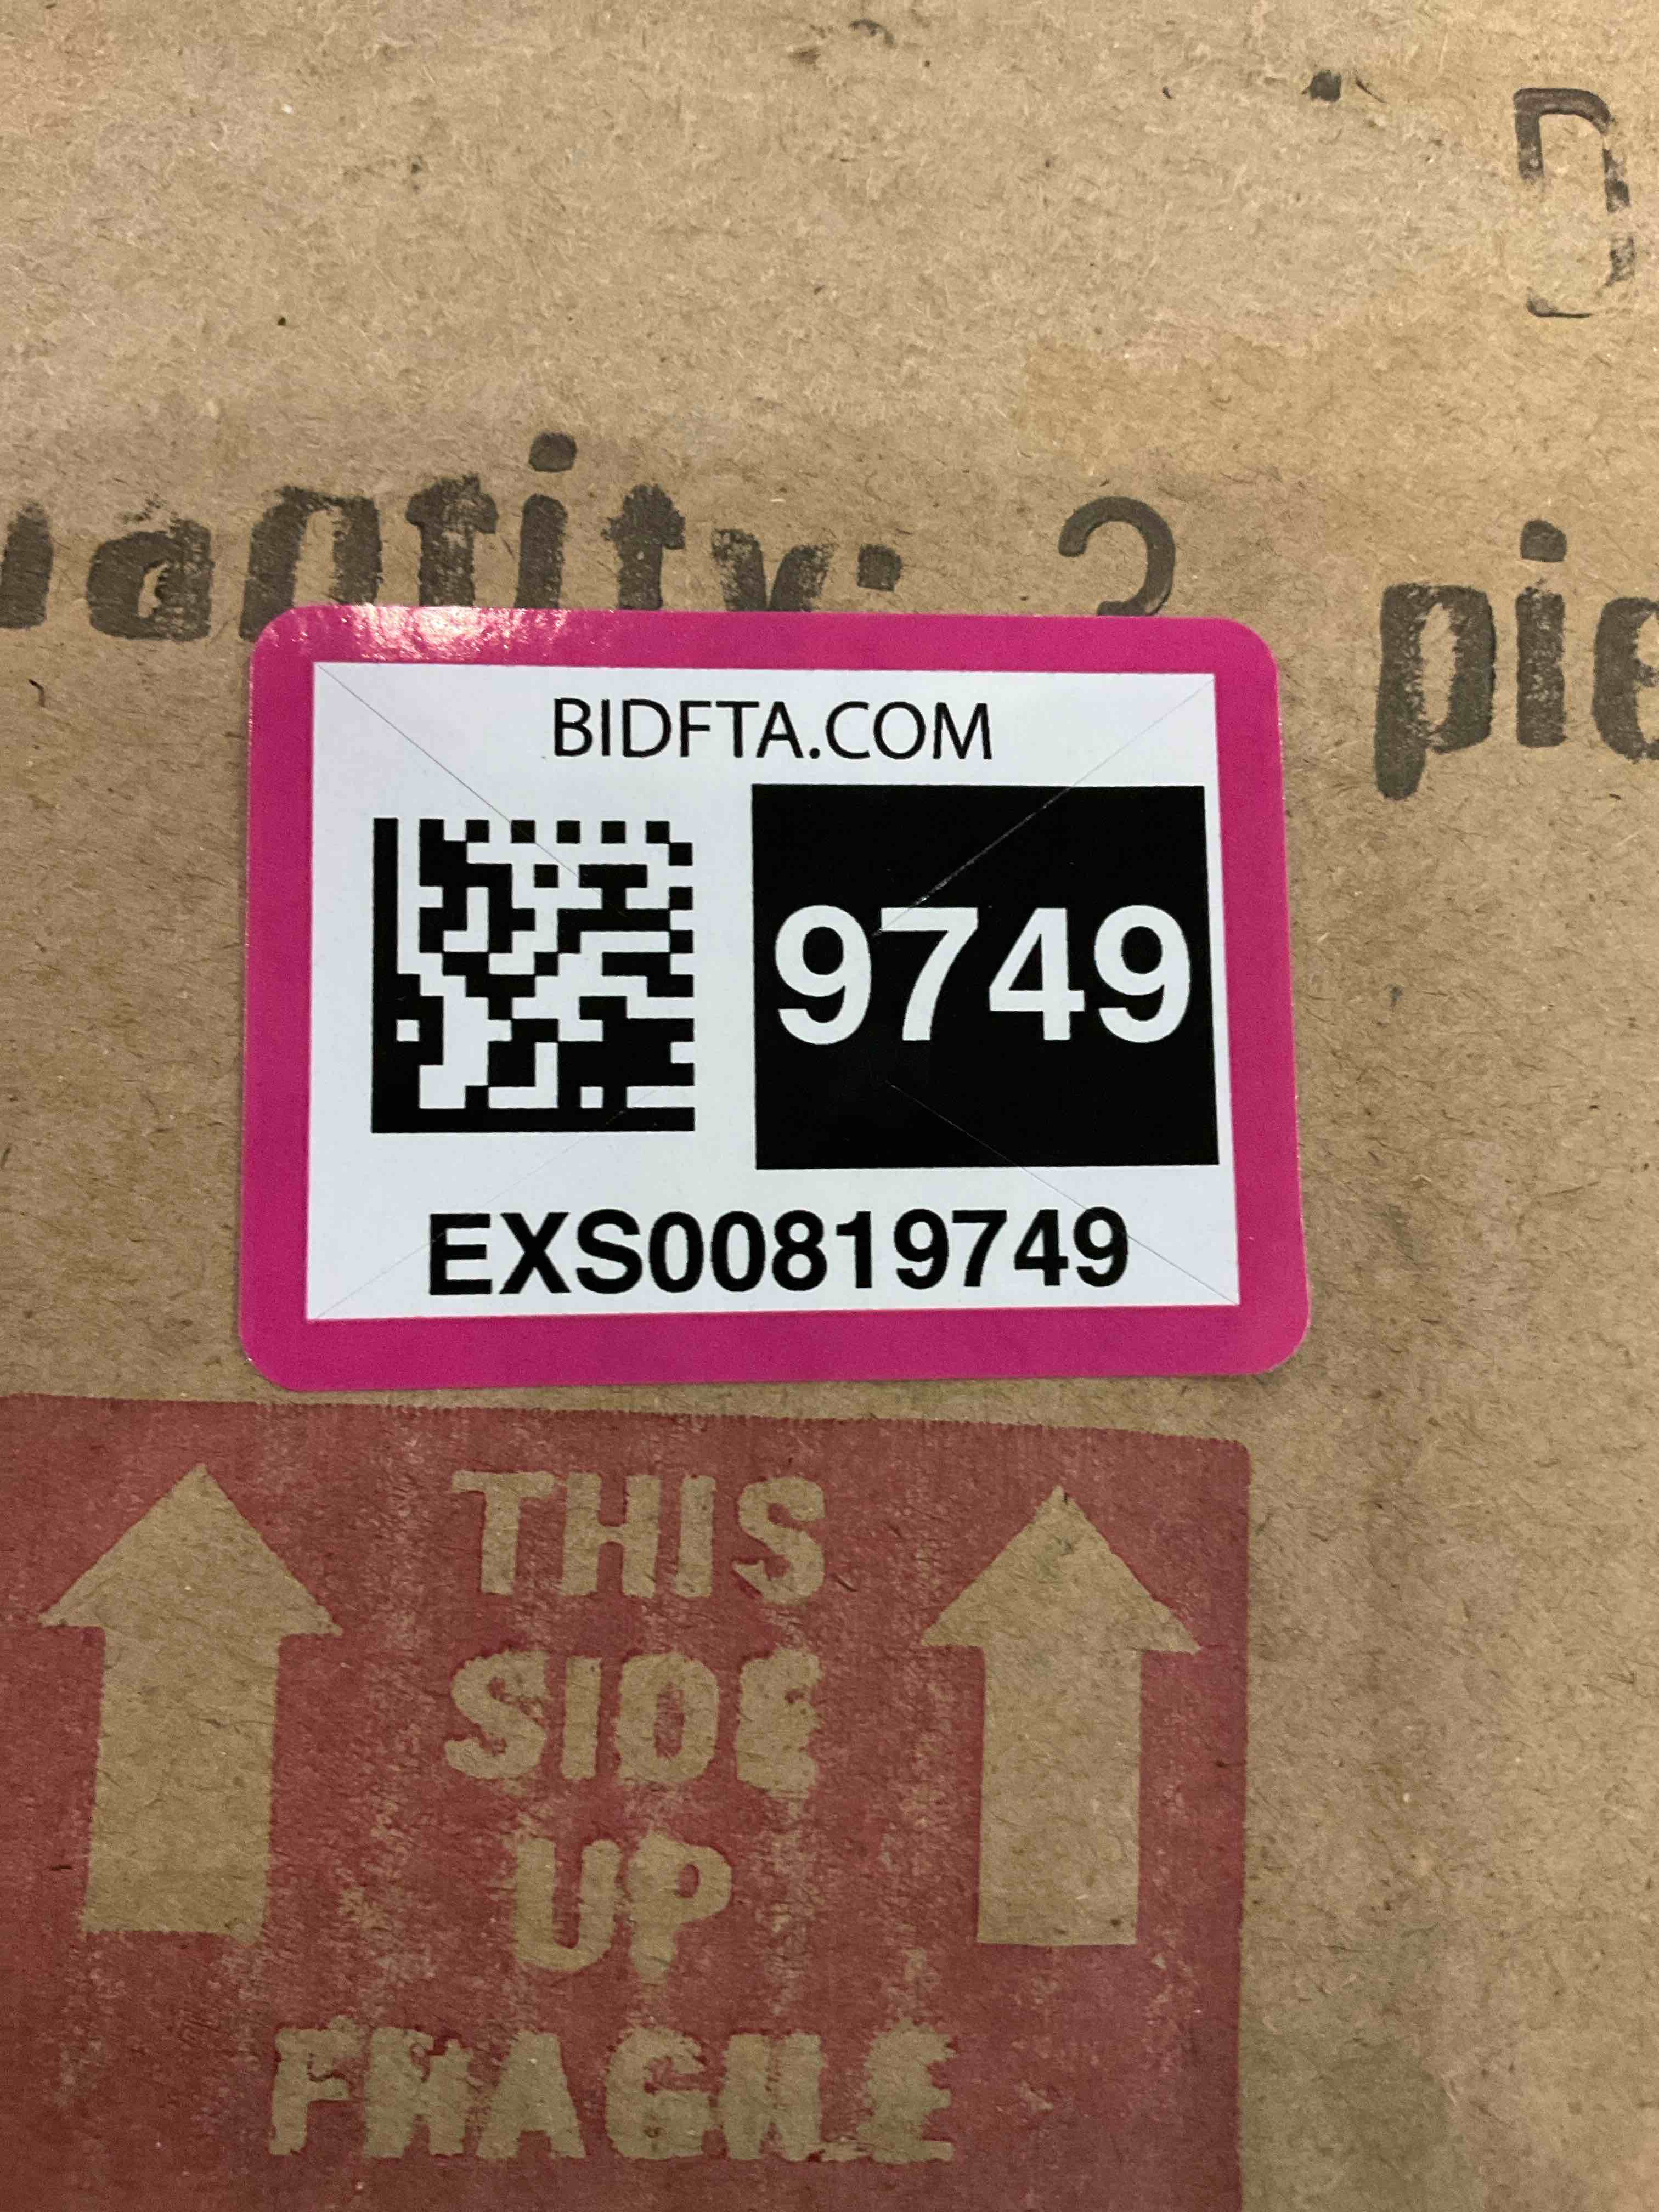 BIDFTA.COM
9749
EXS00819749
THIS
SIDE
UP
FRAGILE